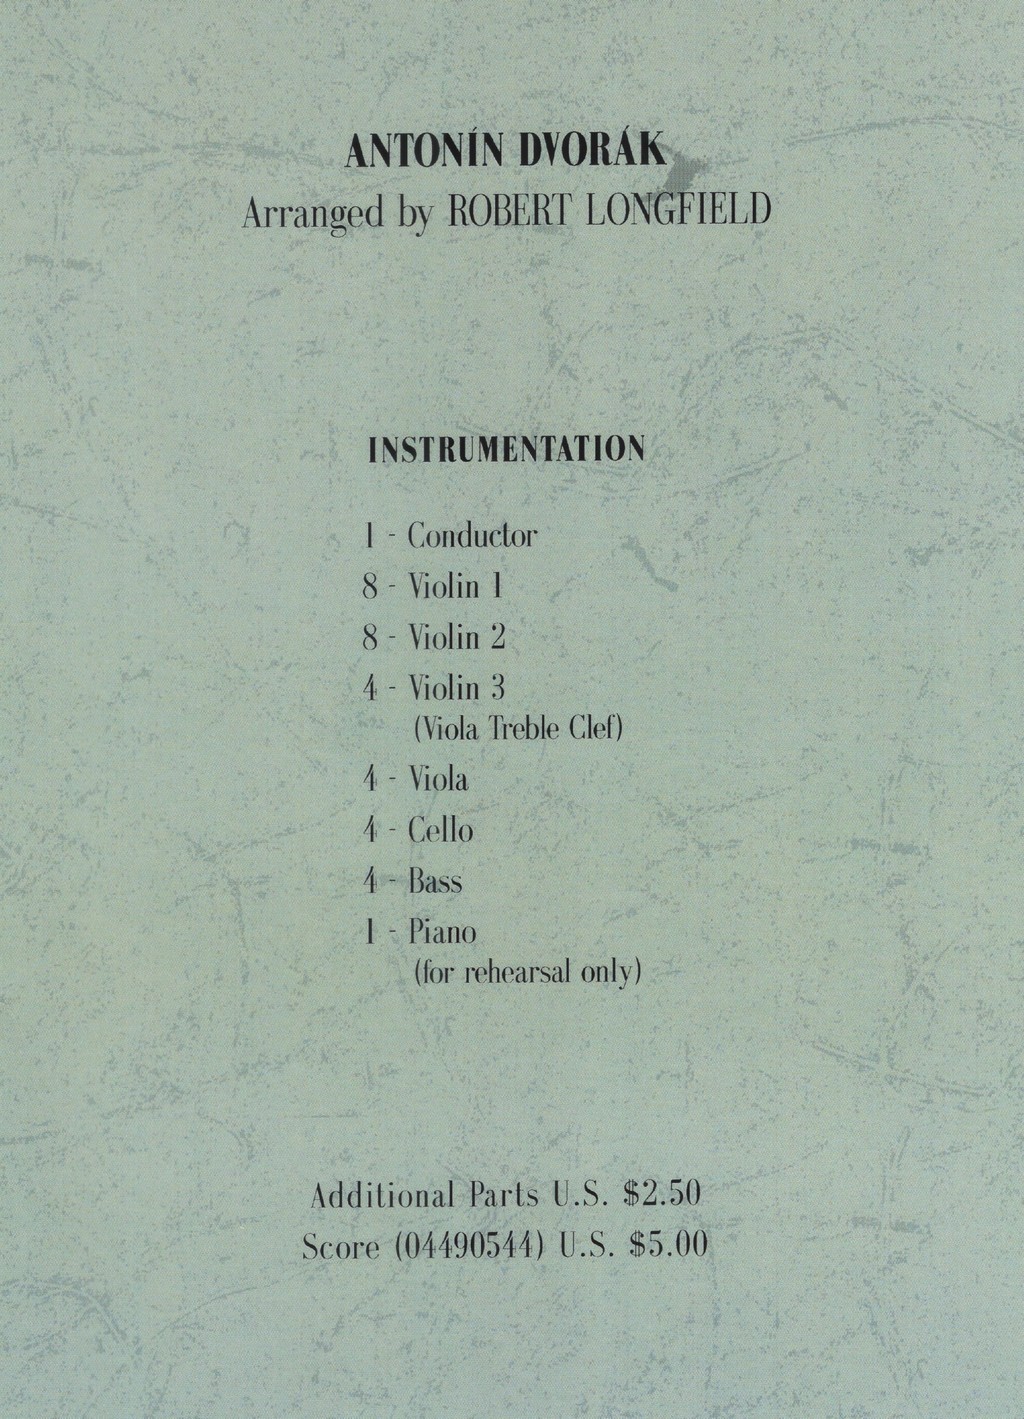 ANTONÍN DVORÁK
Arranged by ROBERT LONGFIELD
INSTRUMENTATION
1 - Conductor
8 - Violin 1
8 - Violin 2
4 - Violin 3
(Viola Treble Clef)
4 - Viola
4 - Cello
4 - Bass
1 - Piano
(for rehearsal only)
Additional Parts U.S. $2.50
Score (04490544) U.S. $5.00